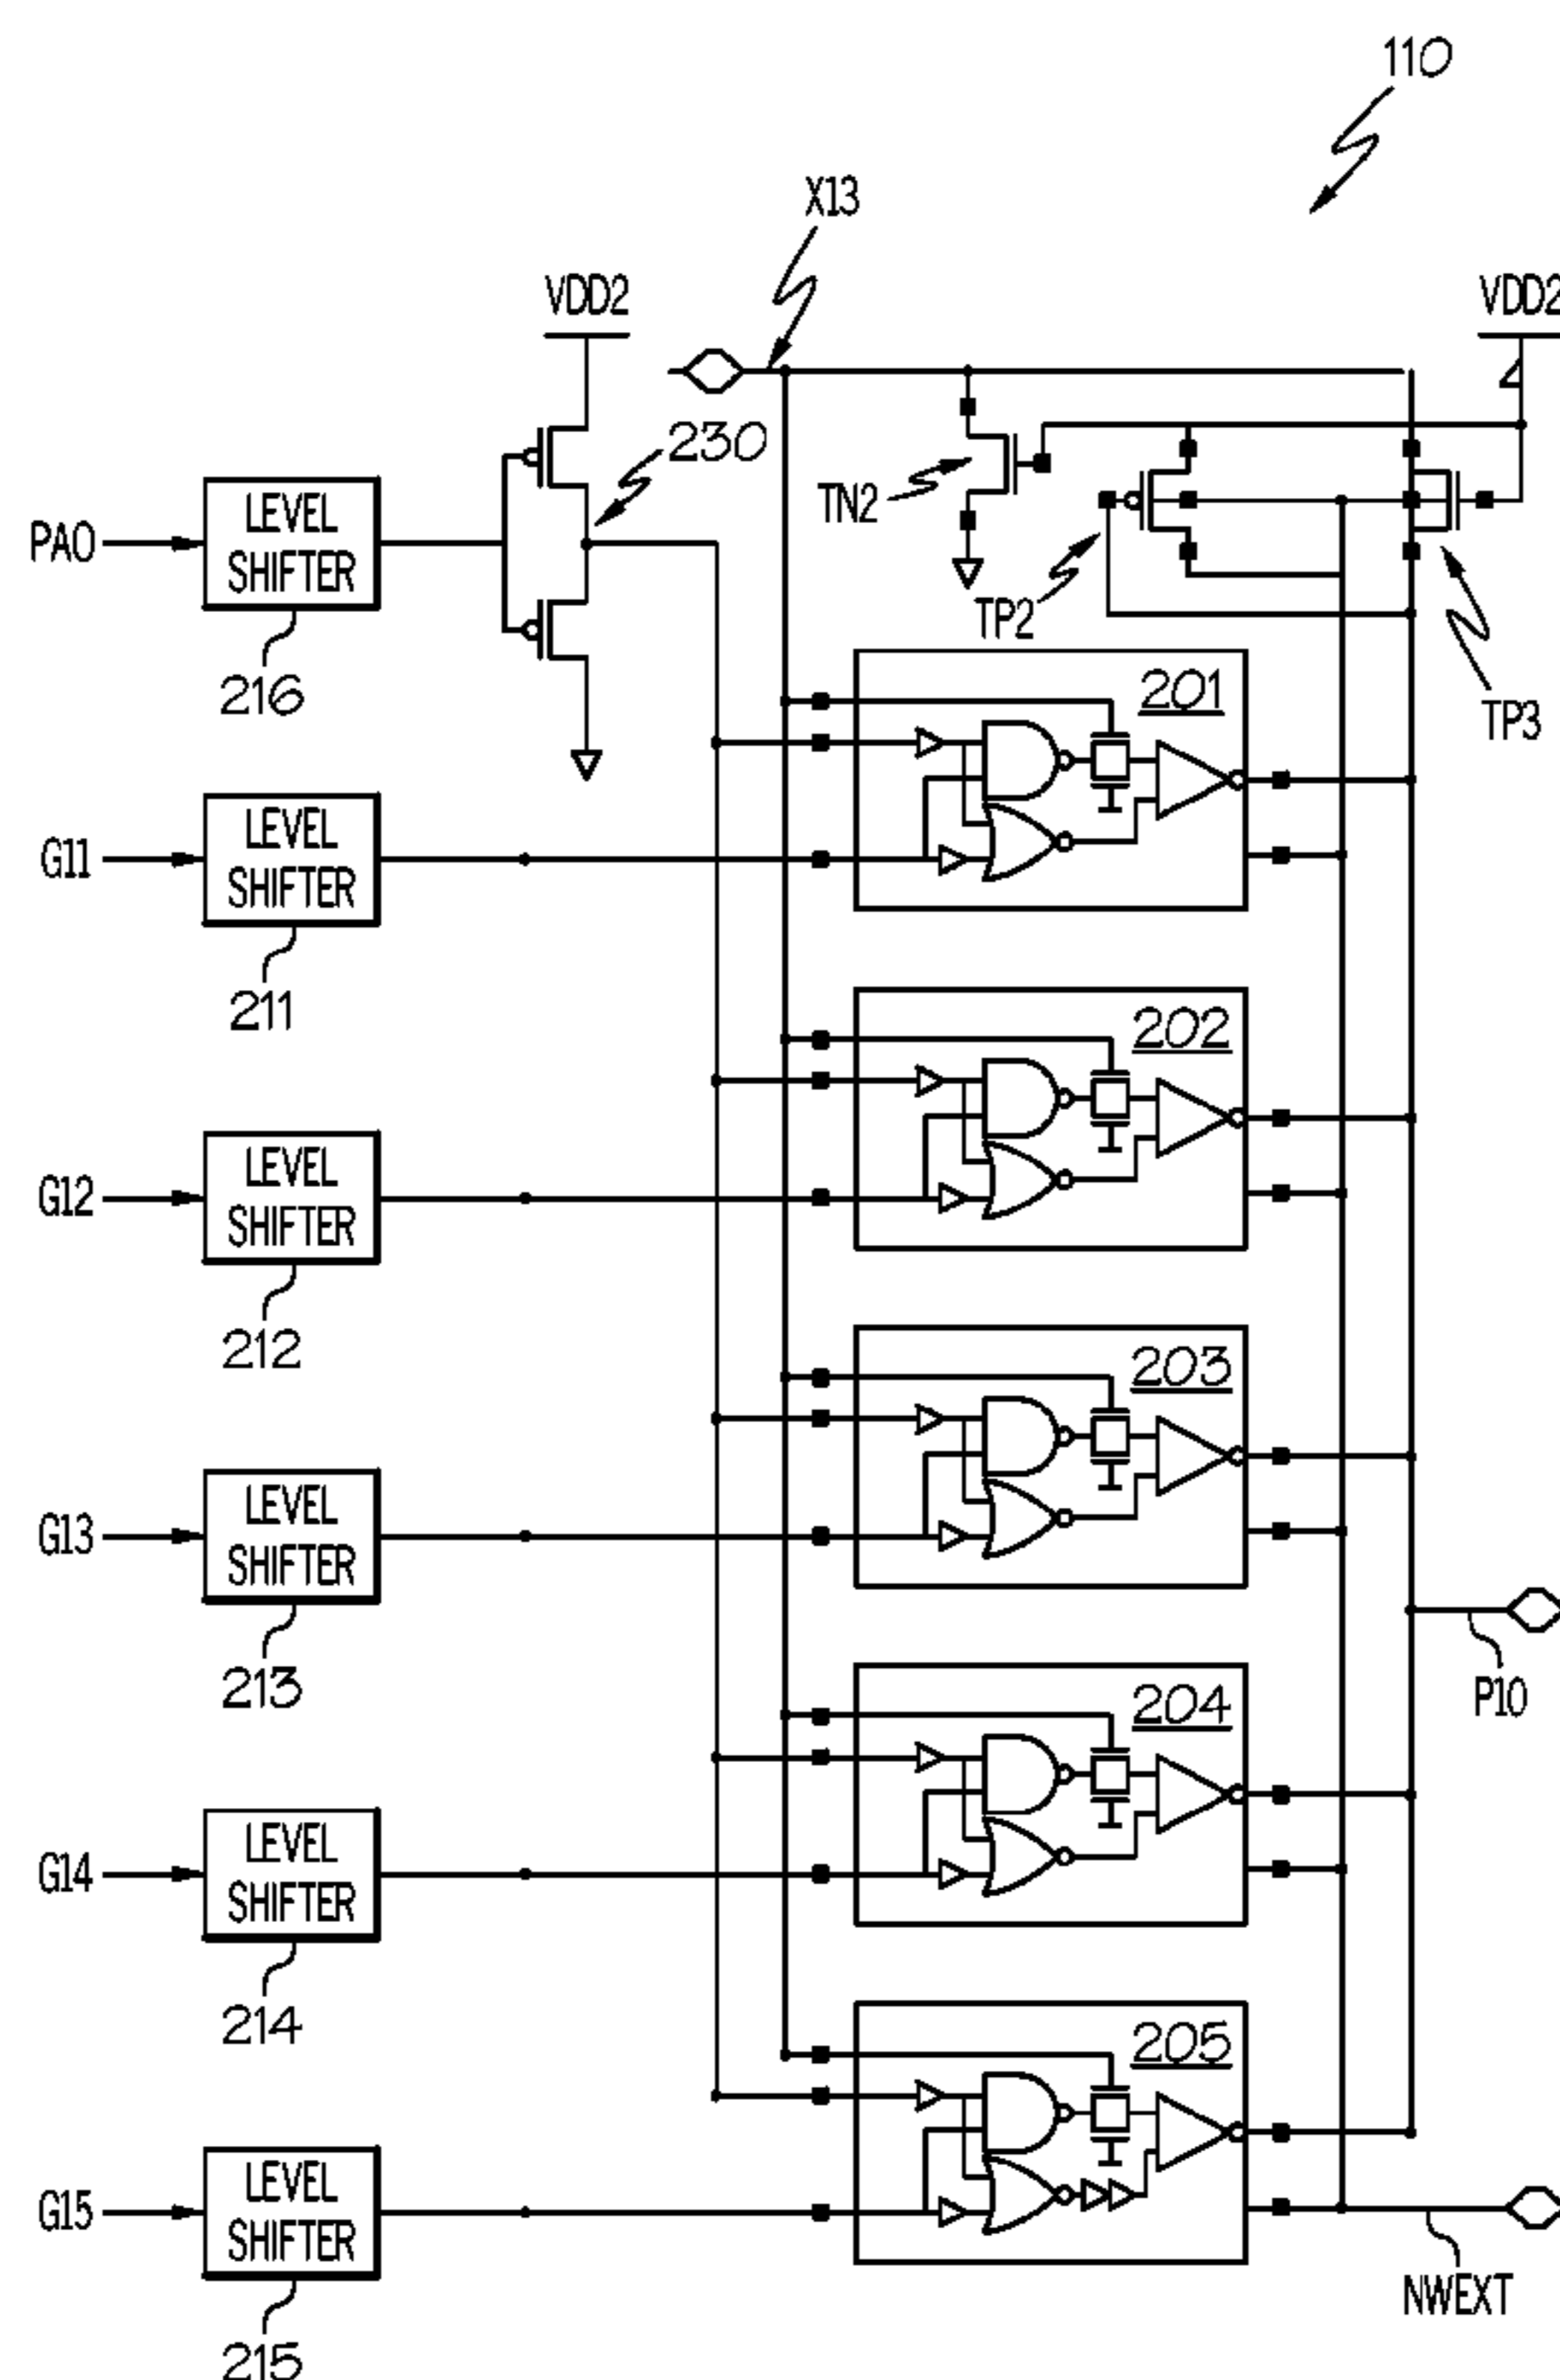 110
X13
VDD2
VDD2
230
PA0
LEVEL
SHIFTER
TN2
TP2
TP3
216
201
G11
LEVEL
SHIFTER
211
202
G12
LEVEL
SHIFTER
212
203
G13
LEVEL
SHIFTER
213
P10
204
G14
LEVEL
SHIFTER
214
205
G15
LEVEL
SHIFTER
NWEXT
215